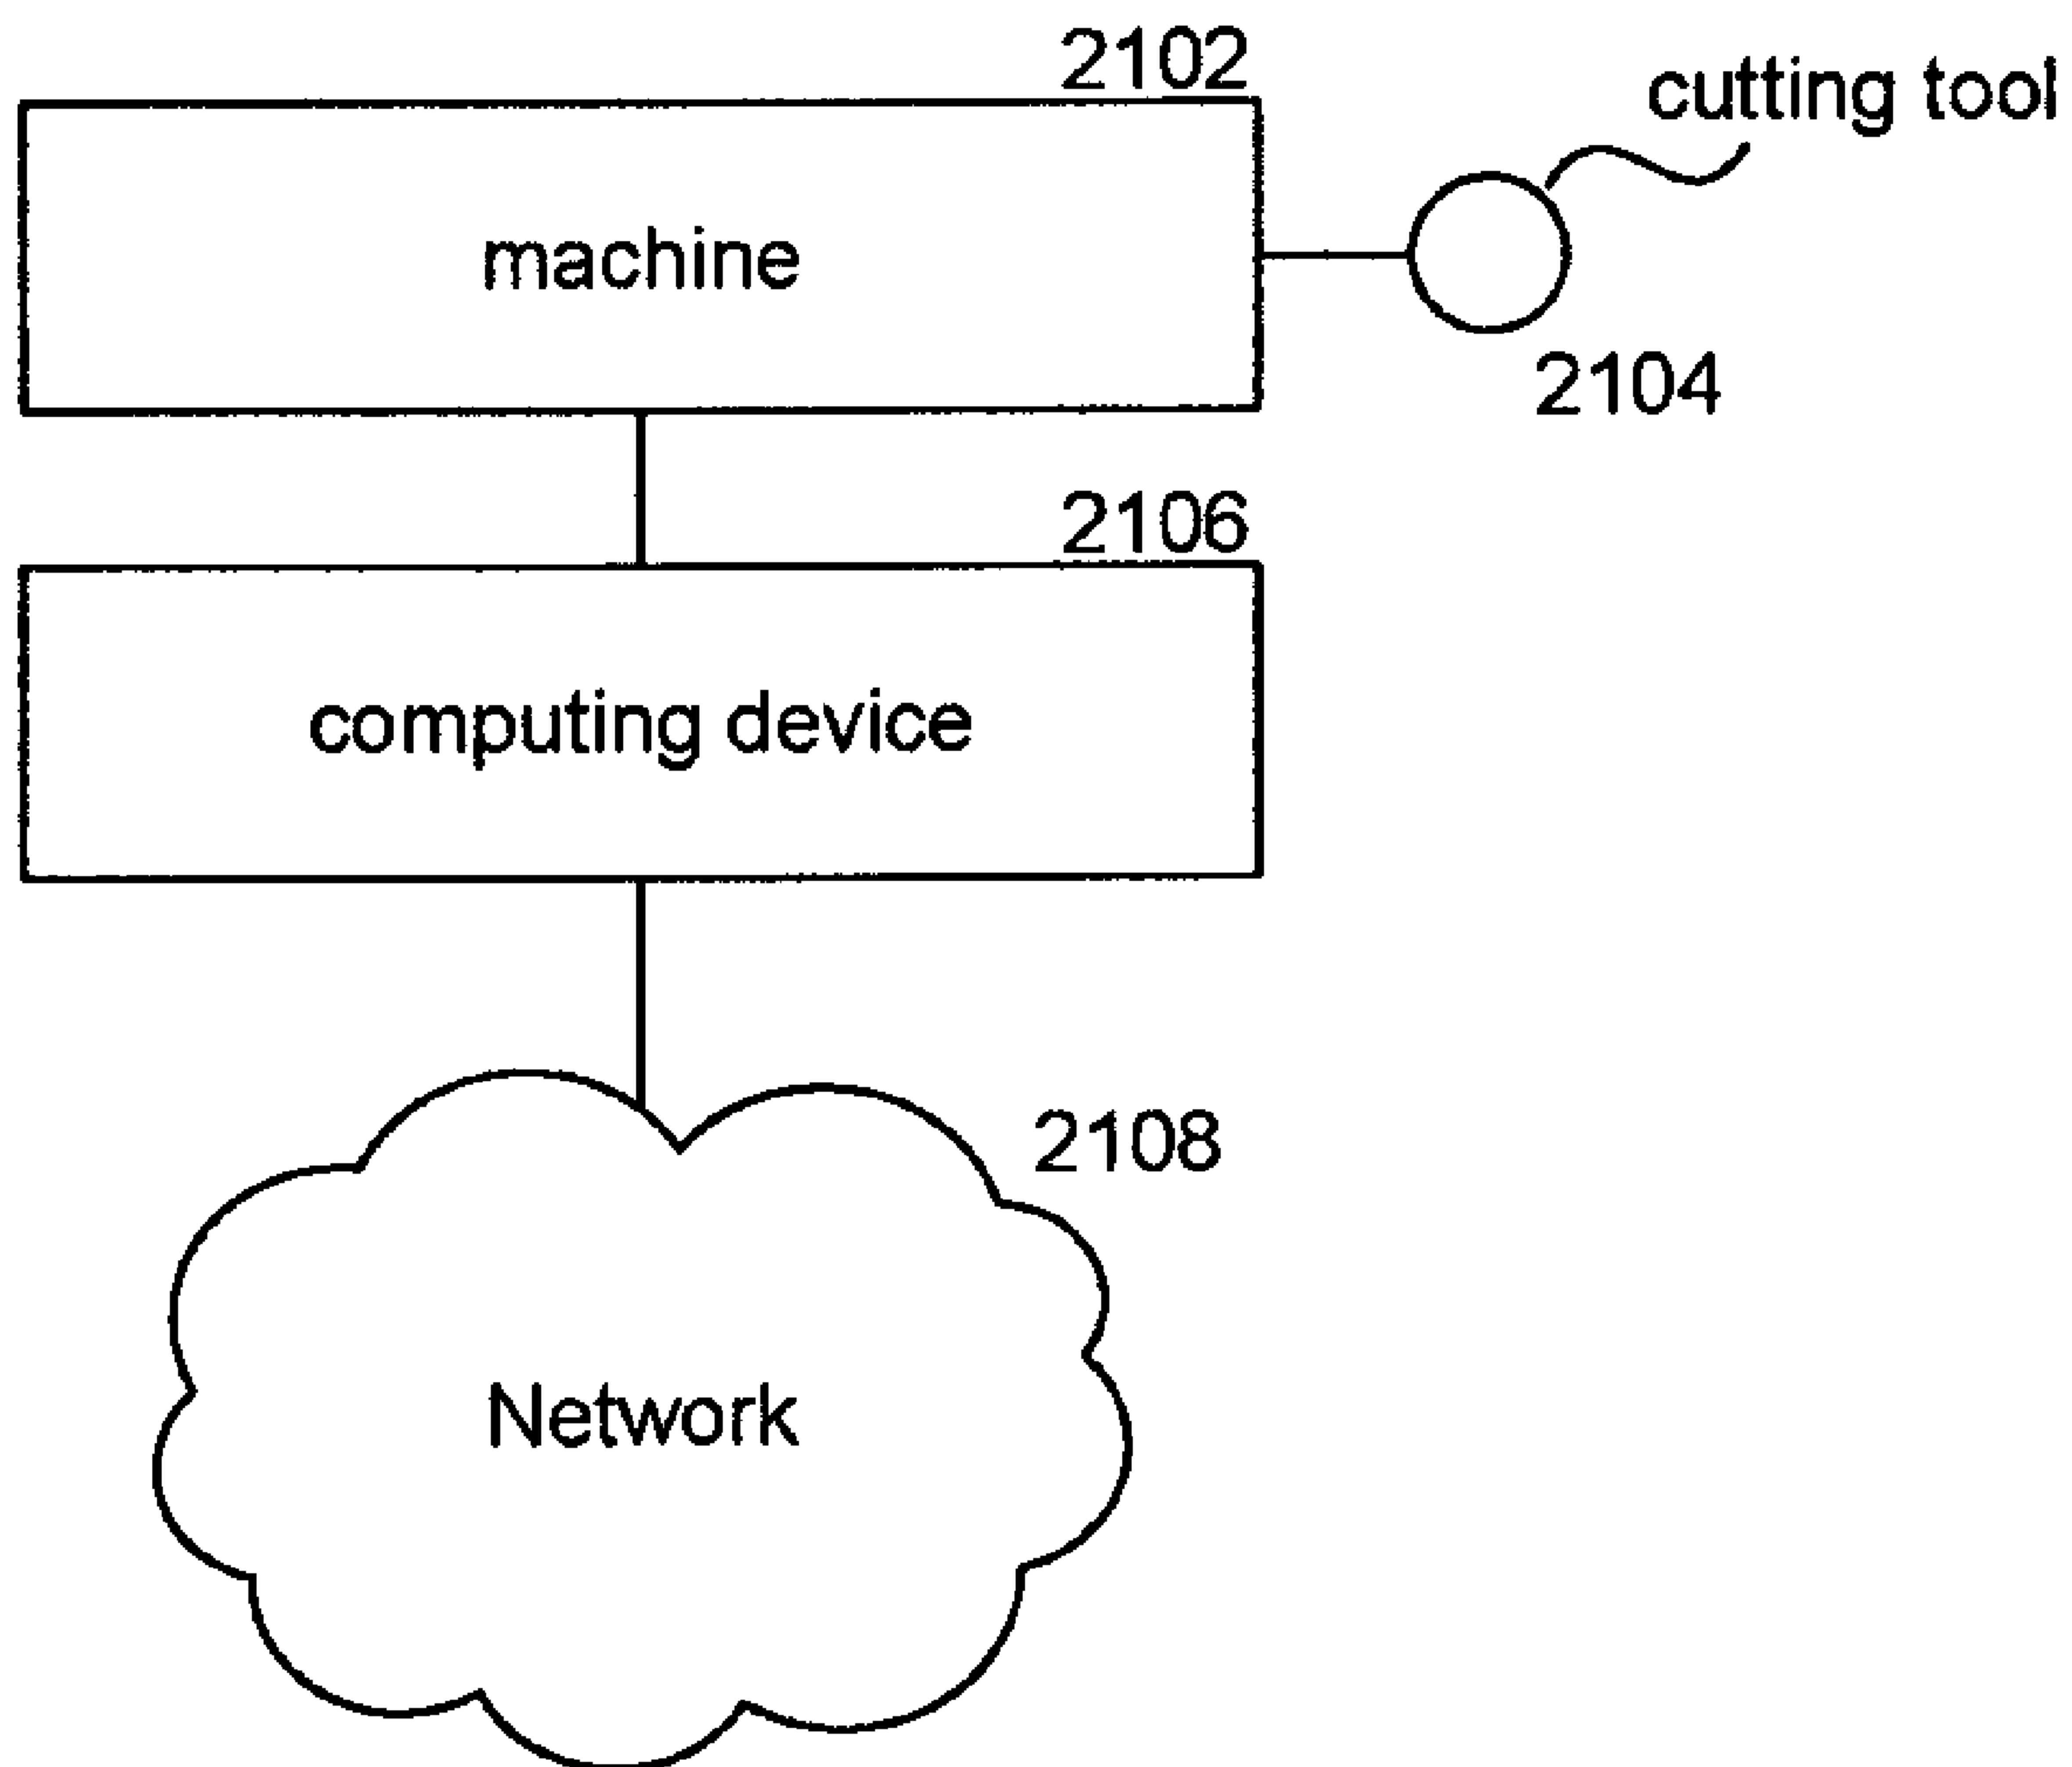 2102
cutting tool
machine
2104
2106
computing device
2108
Network